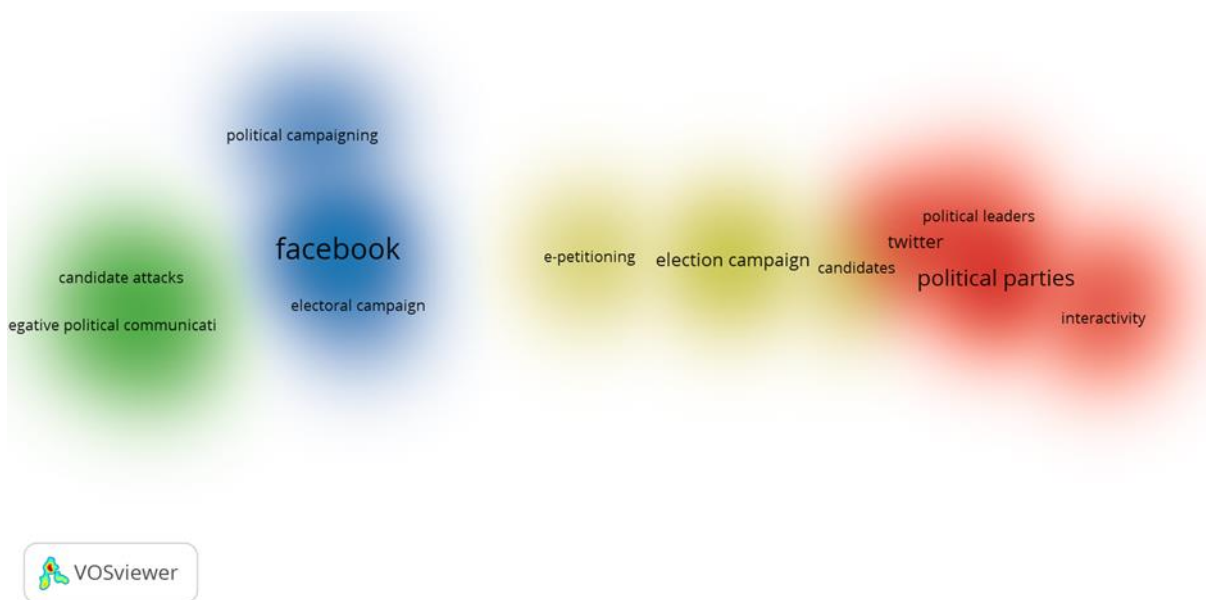 political campaigning
facebook
electoral campaign
candidate attacks
egative political communicati
e-petitioning
election campaign
candidates
political leaders
twitter
political parties
interactivity
VOSviewer